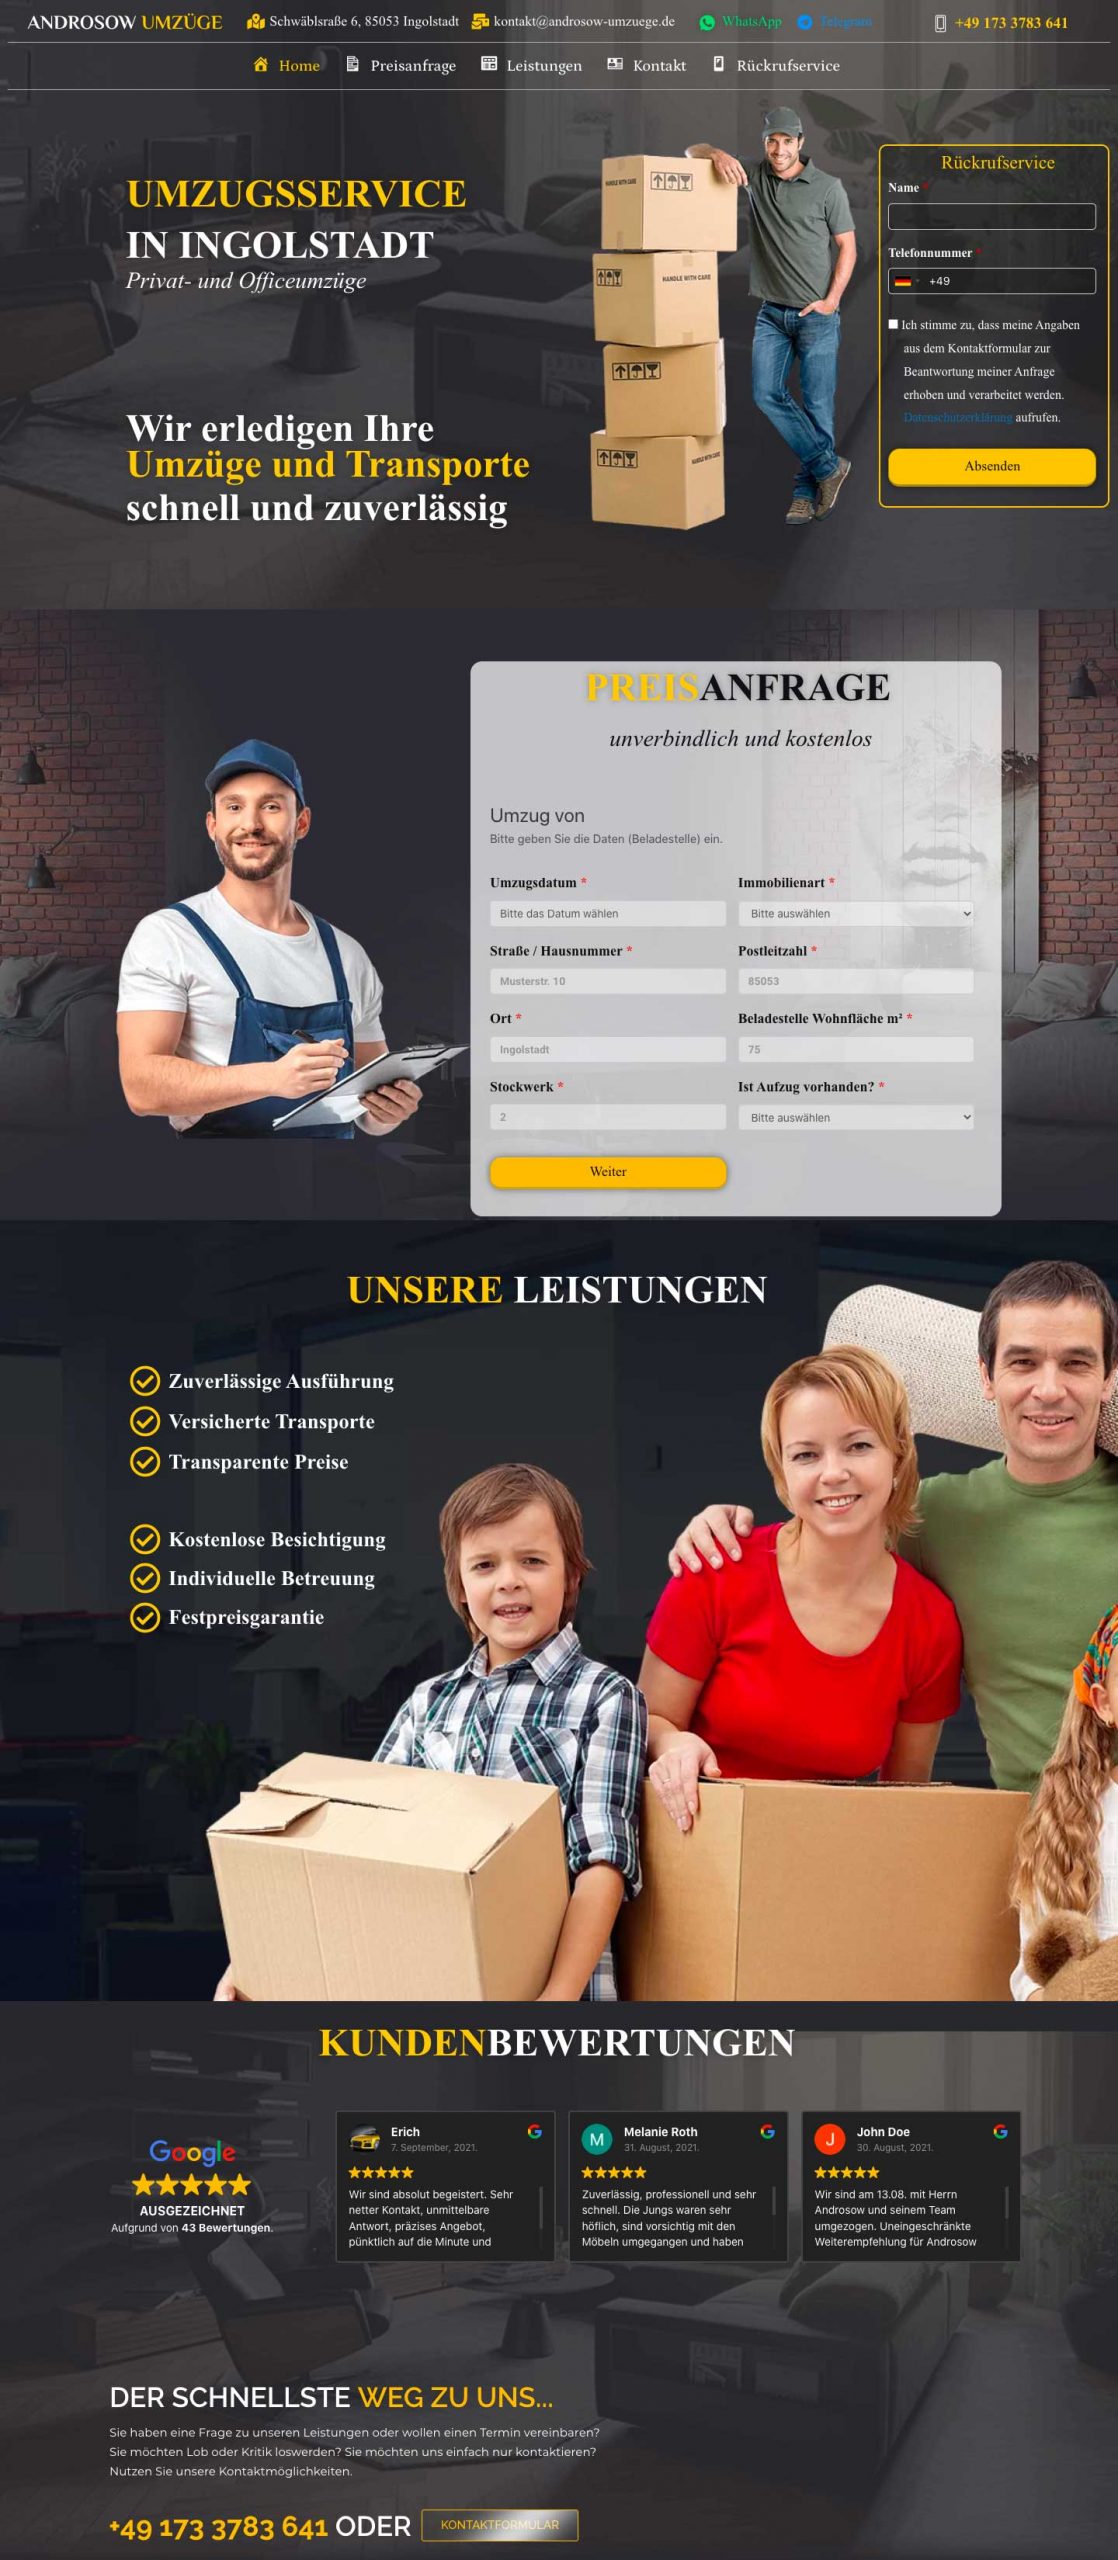 ANDROSOW UMZÜGE
Schwäblsraße 6, 85053 Ingolstadt
kontakt@androsow-umzuege.de
WhatsApp
Telegram
+49 173 3783 641
Home
Preisanfrage
Leistungen
Kontakt
Rückrufservice
UMZUGSSERVICE
IN INGOLSTADT
Privat- und Officeumzüge
Wir erledigen Ihre
Umzüge und Transporte
schnell und zuverlässig
HANDLE WITH CARE
HANDLE WITH CARE
HANDLE WITH CARE
Rückrufservice
Name *
Telefonnummer *
+49
Ich stimme zu, dass meine Angaben
aus dem Kontaktformular zur
Beantwortung meiner Anfrage
erhoben und verarbeitet werden.
Datenschutzerklärung aufrufen.
Absenden
PREISANFRAGE
unverbindlich und kostenlos
Umzug von
Bitte geben Sie die Daten (Beladestelle) ein.
Umzugsdatum *
Bitte das Datum wählen
Immobilienart *
Bitte auswählen
Straße / Hausnummer *
Musterstr. 10
Postleitzahl *
85053
Ort *
Ingolstadt
Beladestelle Wohnfläche m² *
75
Stockwerk *
2
Ist Aufzug vorhanden? *
Bitte auswählen
Weiter
UNSERE LEISTUNGEN
Zuverlässige Ausführung
Versicherte Transporte
Transparente Preise
Kostenlose Besichtigung
Individuelle Betreuung
Festpreisgarantie
KUNDENBEWERTUNGEN
Google
AUSGEZEICHNET
Aufgrund von 43 Bewertungen.
Erich
7. September, 2021.
Wir sind absolut begeistert. Sehr
netter Kontakt, unmittelbare
Antwort, präzises Angebot,
pünktlich auf die Minute und
M
Melanie Roth
31. August, 2021.
Zuverlässig, professionell und sehr
schnell. Die Jungs waren sehr
höflich, sind vorsichtig mit den
Möbeln umgegangen und haben
J
John Doe
30. August, 2021.
Wir sind am 13.08. mit Herrn
Androsow und seinem Team
umgezogen. Uneingeschränkte
Weiterempfehlung für Androsow
DER SCHNELLSTE WEG ZU UNS...
Sie haben eine Frage zu unseren Leistungen oder wollen einen Termin vereinbaren?
Sie möchten Lob oder Kritik loswerden? Sie möchten uns einfach nur kontaktieren?
Nutzen Sie unsere Kontaktmöglichkeiten.
+49 173 3783 641 ODER
KONTAKTFORMULAR